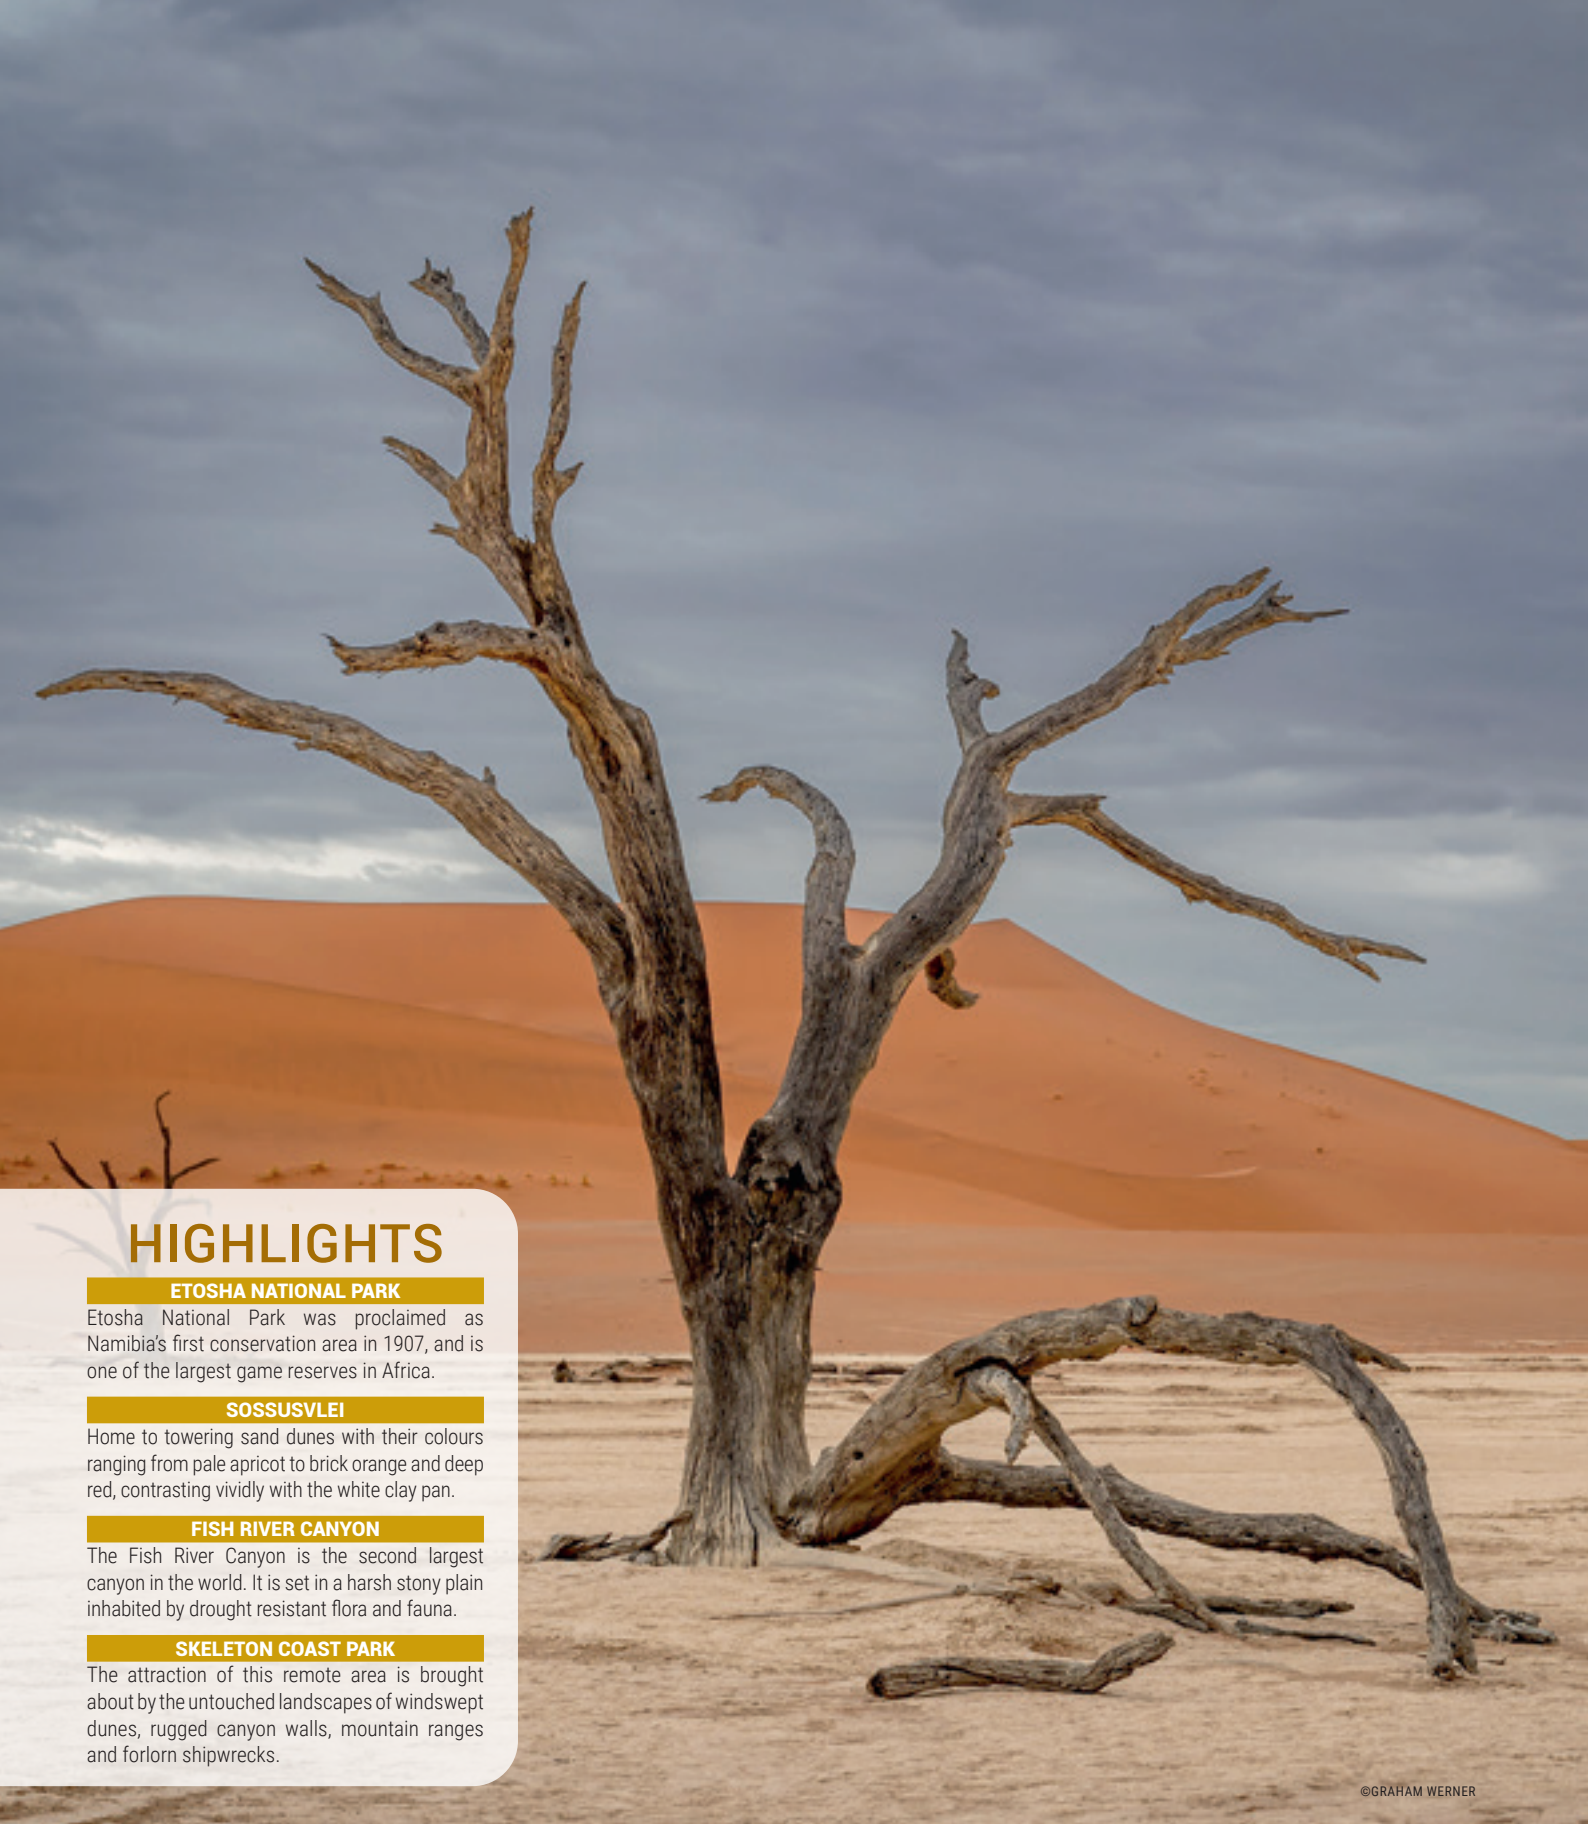 HIGHLIGHTS
ETOSHA NATIONAL PARK
Etosha National Park was proclaimed as
Namibia's first conservation area in 1907, and is
one of the largest game reserves in Africa.
SOSSUSVLEI
Home to towering sand dunes with their colours
ranging from pale apricot to brick orange and deep
red, contrasting vividly with the white clay pan.
FISH RIVER CANYON
The Fish River Canyon is the second largest
canyon in the world. It is set in a harsh stony plain
inhabited by drought resistant flora and fauna.
SKELETON COAST PARK
The attraction of this remote area is brought
about by the untouched landscapes of windswept
dunes, rugged canyon walls, mountain ranges
and forlorn shipwrecks.
©GRAHAM WERNER